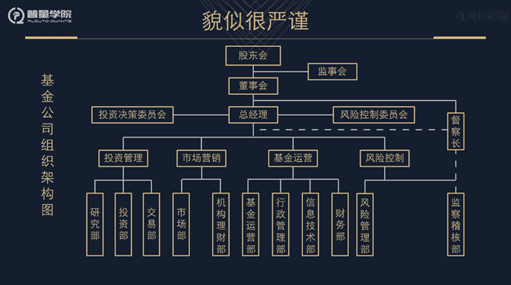 普量学院
貌似很严谨
基金公司组织架构图
股东会
监事会
董事会
投资决策委员会
总经理
风险控制委员会
督察长
投资管理
市场营销
基金运营
风险控制
研究部
投资部
交易部
市场部
机构理财部
基金运营部
行政管理部
信息技术部
财务部
风险管理部
监察稽核部